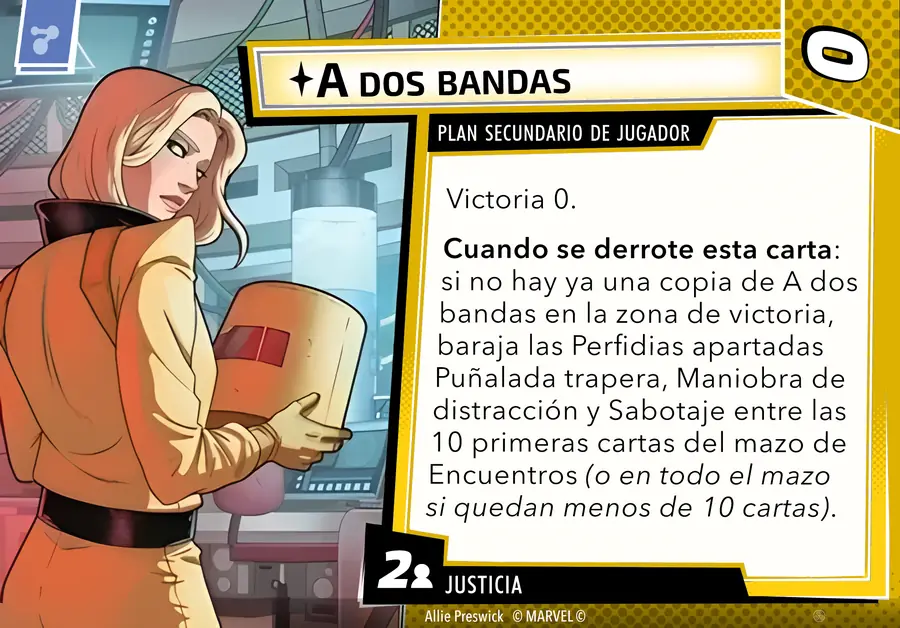 A DOS BANDAS
0
PLAN SECUNDARIO DE JUGADOR
Victoria 0.
Cuando se derrote esta carta:
si no hay ya una copia de A dos
bandas en la zona de victoria,
baraja las Perfidias apartadas
Puñalada trapera, Maniobra de
distracción y Sabotaje entre las
10 primeras cartas del mazo de
Encuentros (o en todo el mazo
si quedan menos de 10 cartas).
2
JUSTICIA
Allie Preswick © MARVEL ©